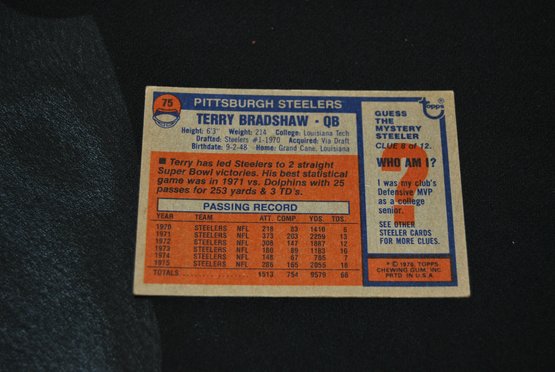 75
PITTSBURGH STEELERS
TERRY BRADSHAW • QB
Height: 6'3" Weight: 214 College: Louisiana Tech
Drafted: Steelers #1-1970 Acquired: Via Draft
Birthdate: 9-2-48 Home: Grand Cane, Louisiana
■ Terry has led Steelers to 2 straight
Super Bowl victories. His best statistical
game was in 1971 vs. Dolphins with 25
passes for 253 yards & 3 TD's.
PASSING RECORD
YEAR TEAM ATT. COMP. YDS. TDS.
1970 STEELERS NFL 218 83 1410 6
1971 STEELERS NFL 373 203 2259 13
1972 STEELERS NFL 308 147 1887 12
1973 STEELERS NFL 180 89 1183 10
1974 STEELERS NFL 148 67 785 7
1975 STEELERS NFL 286 165 2055 18
TOTALS 1513 754 9579 66
Topps
GUESS
THE
MYSTERY
STEELER
CLUE 8 of 12.
WHO AM I?
?
I was my club's
Defensive MVP
as a college
senior.
SEE OTHER
STEELER CARDS
FOR MORE CLUES.
* © 1976, TOPPS
CHEWING GUM, INC
PRTD. IN U.S.A.